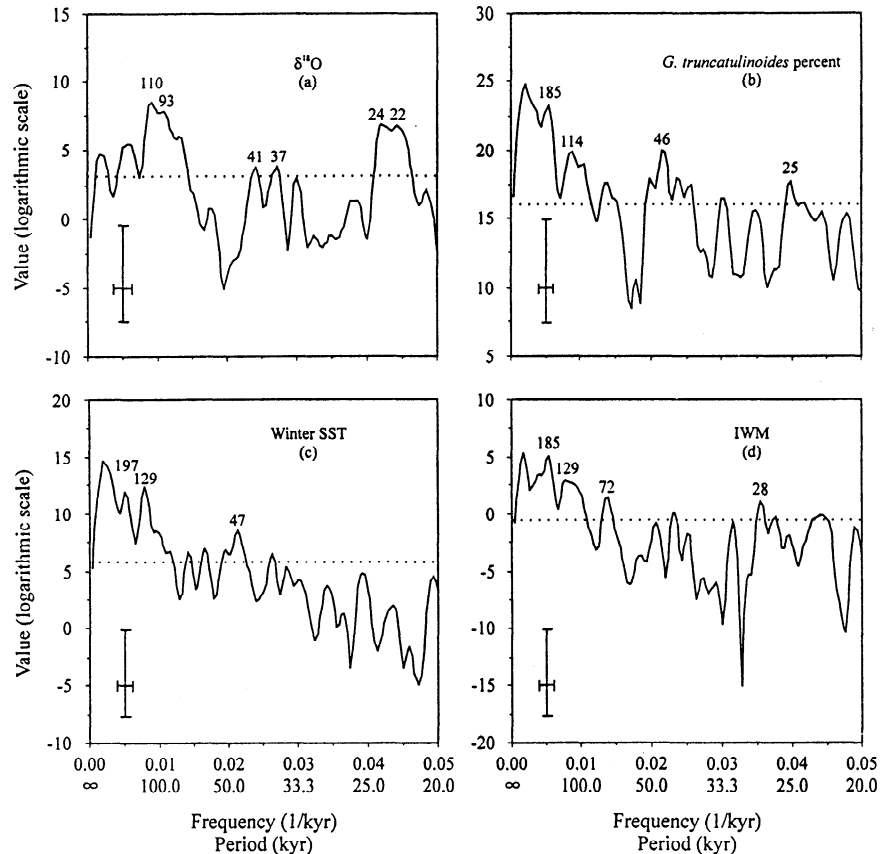 δ¹⁸O
(a)
110
93
41
37
24 22
15
10
5
0
-5
-10
Value (logarithmic scale)
G. truncatulinoides percent
(b)
185
114
46
25
30
25
20
15
10
5
Winter SST
(c)
197
129
47
20
15
10
5
0
-5
-10
Value (logarithmic scale)
0.00 0.01 0.02 0.03 0.04 0.05
∞ 100.0 50.0 33.3 25.0 20.0
Frequency (1/kyr)
Period (kyr)
IWM
(d)
185
129
72
28
10
5
0
-5
-10
-15
-20
0.00 0.01 0.02 0.03 0.04 0.05
∞ 100.0 50.0 33.3 25.0 20.0
Frequency (1/kyr)
Period (kyr)